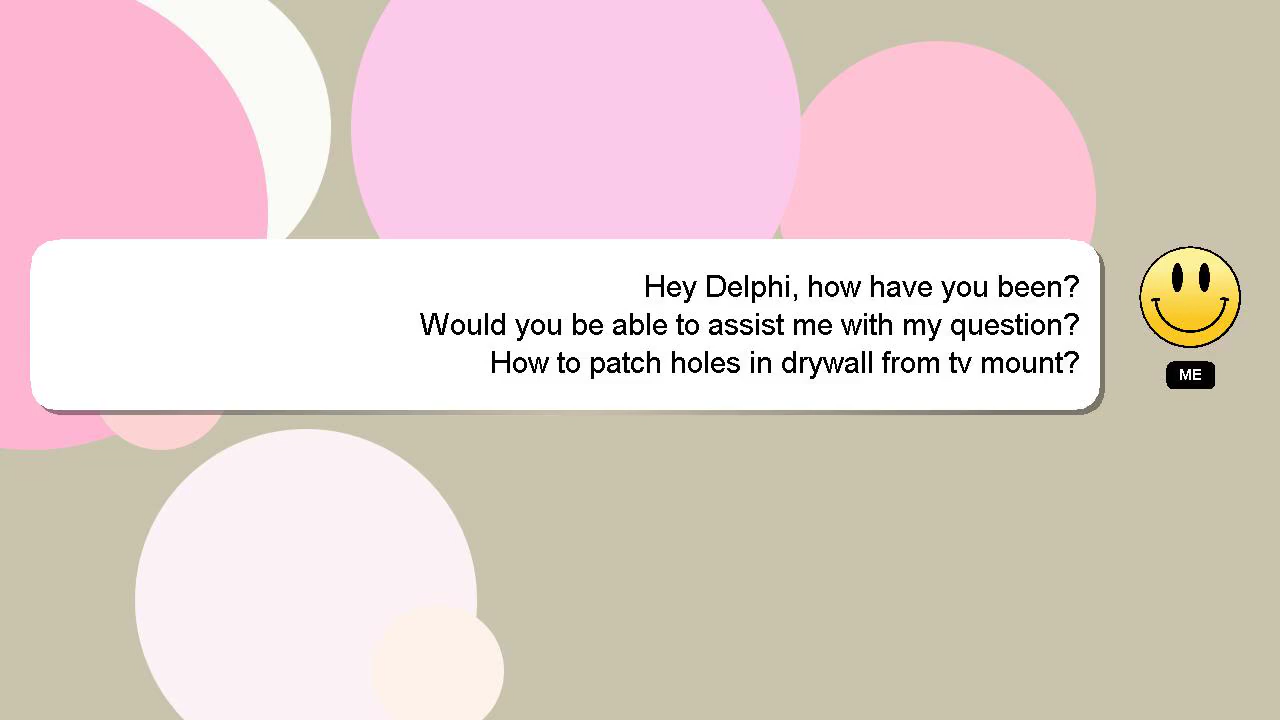 Hey Delphi, how have you been?
Would you be able to assist me with my question?
How to patch holes in drywall from tv mount?
ME